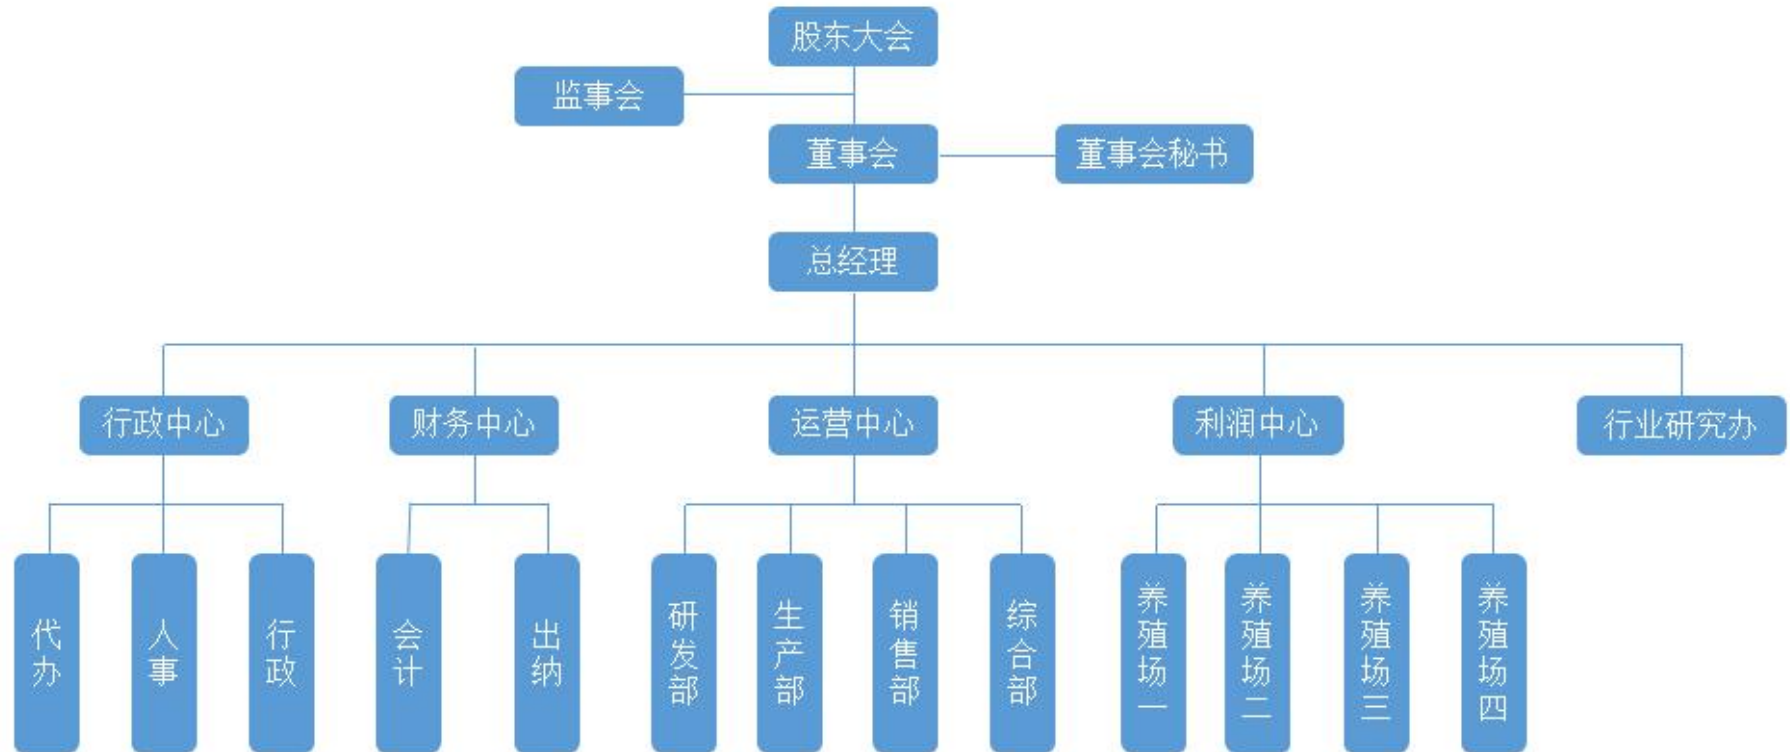 股东大会
监事会
董事会
董事会秘书
总经理
行政中心
财务中心
运营中心
利润中心
行业研究办
代办
人事
行政
会计
出纳
研发部
生产部
销售部
综合部
养殖场一
养殖场二
养殖场三
养殖场四